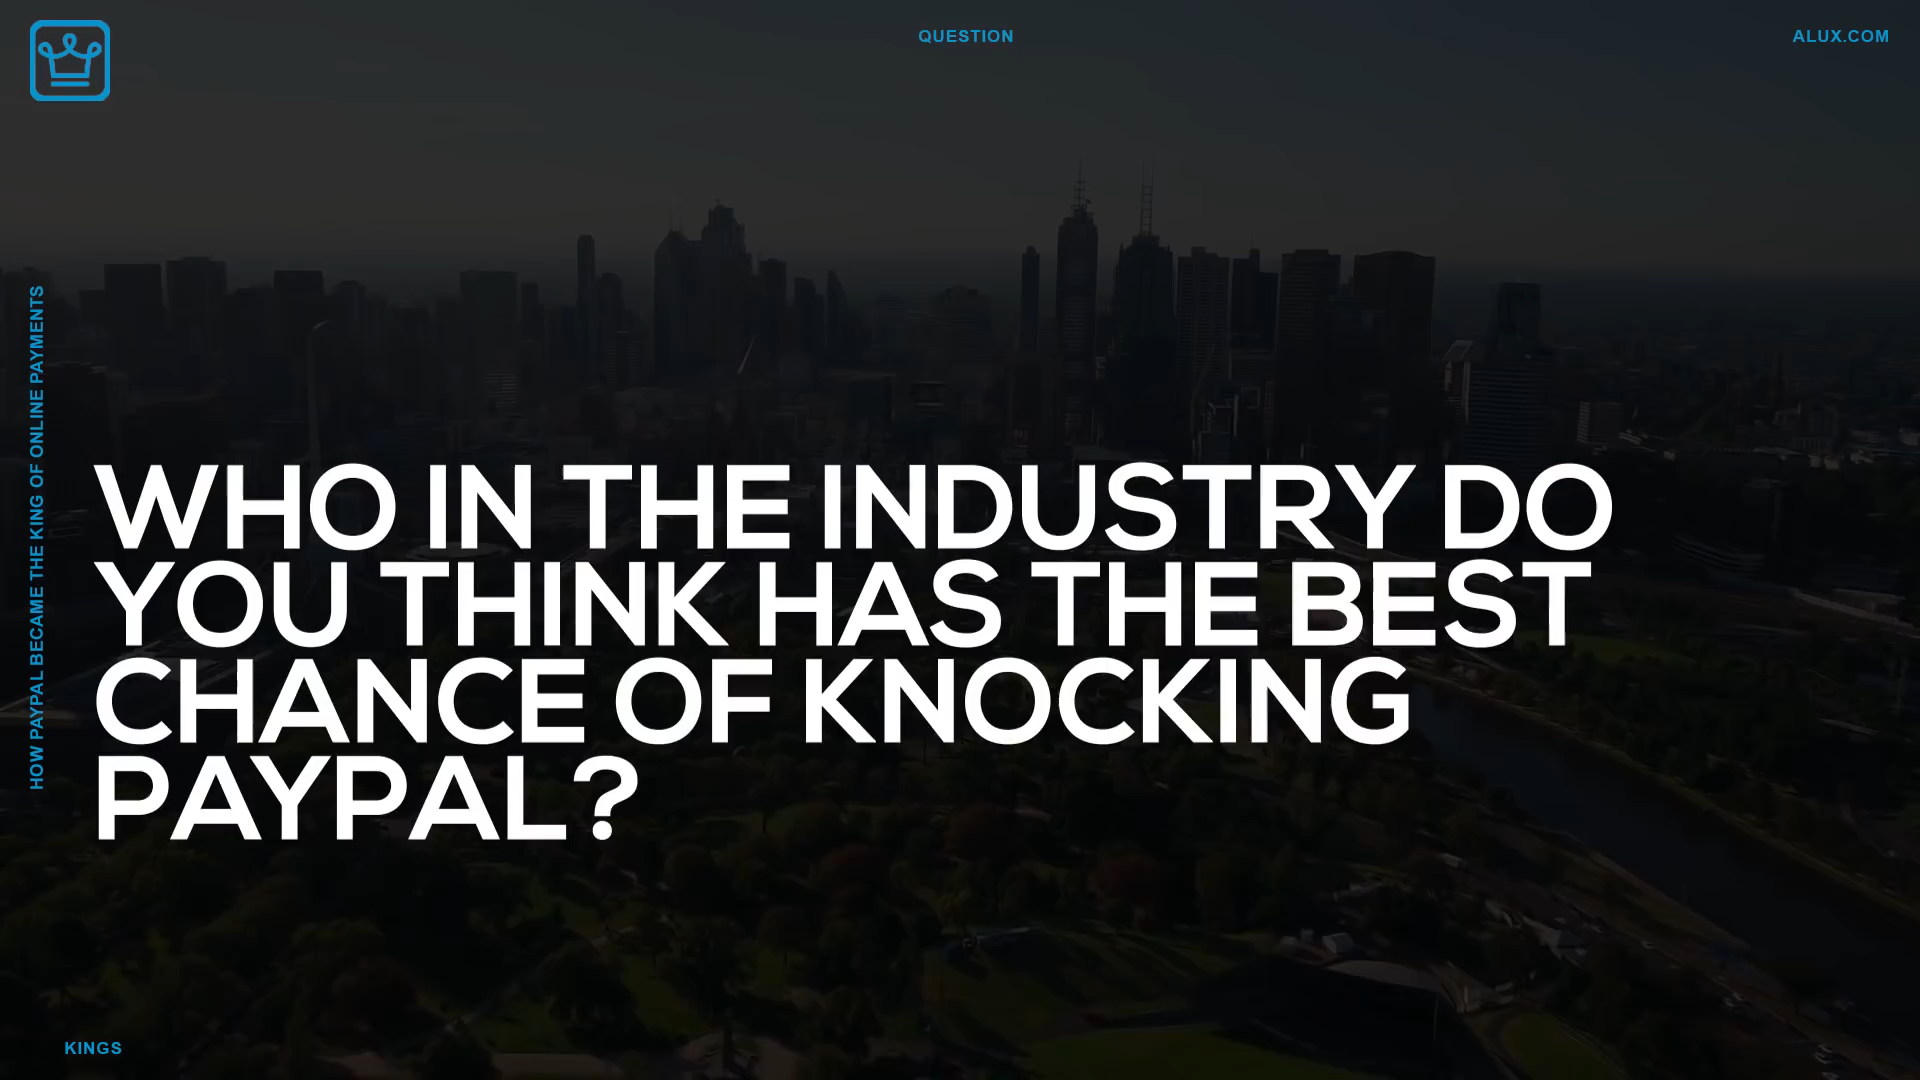 QUESTION
ALUX.COM
HOW PAYPAL BECAME THE KING OF ONLINE PAYMENTS
WHO IN THE INDUSTRY DO
YOU THINK HAS THE BEST
CHANCE OF KNOCKING
PAYPAL?
KINGS